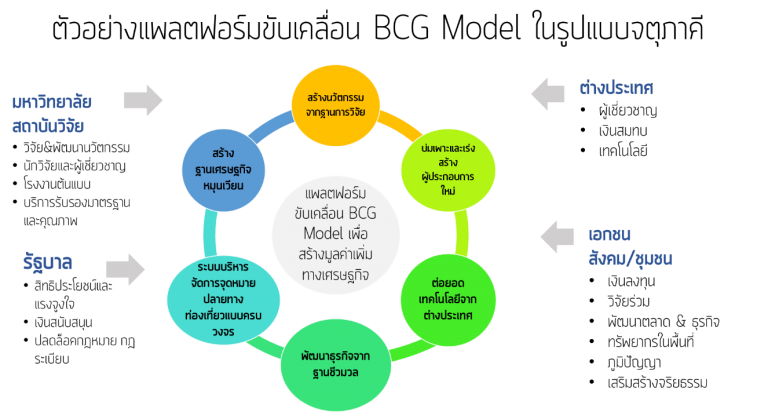 ตัวอย่างแพลตฟอร์มขับเคลื่อน BCG Model ในรูปแบบจตุภาคี
มหาวิทยาลัย
สถาบันวิจัย
• วิจัย&พัฒนานวัตกรรม
• นักวิจัยและผู้เชี่ยวชาญ
• โรงงานต้นแบบ
• บริการรับรองมาตรฐาน
และคุณภาพ
รัฐบาล
• สิทธิประโยชน์และ
แรงจูงใจ
• เงินสนับสนุน
• ปลดล็อคกฎหมาย กฎ
ระเบียบ
สร้างนวัตกรรม
จากฐานการวิจัย
บ่มเพาะและเร่ง
สร้าง
ผู้ประกอบการ
ใหม่
ต่อยอด
เทคโนโลยีจาก
ต่างประเทศ
พัฒนาธุรกิจจาก
ฐานชีวมวล
ระบบบริหาร
จัดการจุดหมาย
ปลายทาง
ท่องเที่ยวแบบครบ
วงจร
สร้าง
ฐานเศรษฐกิจ
หมุนเวียน
แพลตฟอร์ม
ขับเคลื่อน BCG
Model เพื่อ
สร้างมูลค่าเพิ่ม
ทางเศรษฐกิจ
ต่างประเทศ
• ผู้เชี่ยวชาญ
• เงินสมทบ
• เทคโนโลยี
เอกชน
สังคม/ชุมชน
• เงินลงทุน
• วิจัยร่วม
• พัฒนาตลาด & ธุรกิจ
• ทรัพยากรในพื้นที่
• ภูมิปัญญา
• เสริมสร้างจริยธรรม